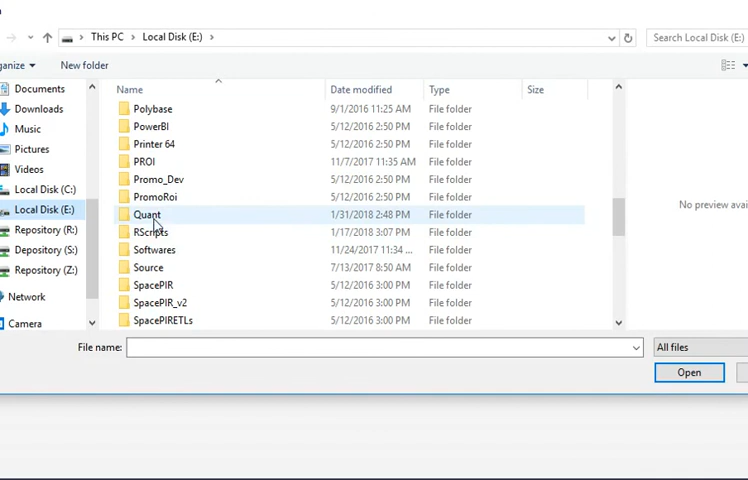 This PC > Local Disk (E:) >
Search Local Disk (E:)
New folder
Name Date modified Type Size
Documents
Downloads
Music
Pictures
Videos
Local Disk (C:)
Local Disk (E:)
Repository (R:)
Depository (S:)
Repository (Z:)
Network
Camera
Polybase 9/1/2016 11:25 AM File folder
PowerBI 5/12/2016 2:50 PM File folder
Printer 64 5/12/2016 2:50 PM File folder
PROI 11/7/2017 11:35 AM File folder
Promo_Dev 5/12/2016 2:50 PM File folder
PromoRoi 5/12/2016 2:50 PM File folder
Quant 1/31/2018 2:48 PM File folder
RScripts 1/17/2018 3:07 PM File folder
Softwares 11/24/2017 11:34 ... File folder
Source 7/13/2017 8:50 AM File folder
SpacePIR 5/12/2016 3:00 PM File folder
SpacePIR_v2 5/12/2016 3:00 PM File folder
SpacePIRETLs 5/12/2016 3:00 PM File folder
No preview avai
File name:
All files
Open